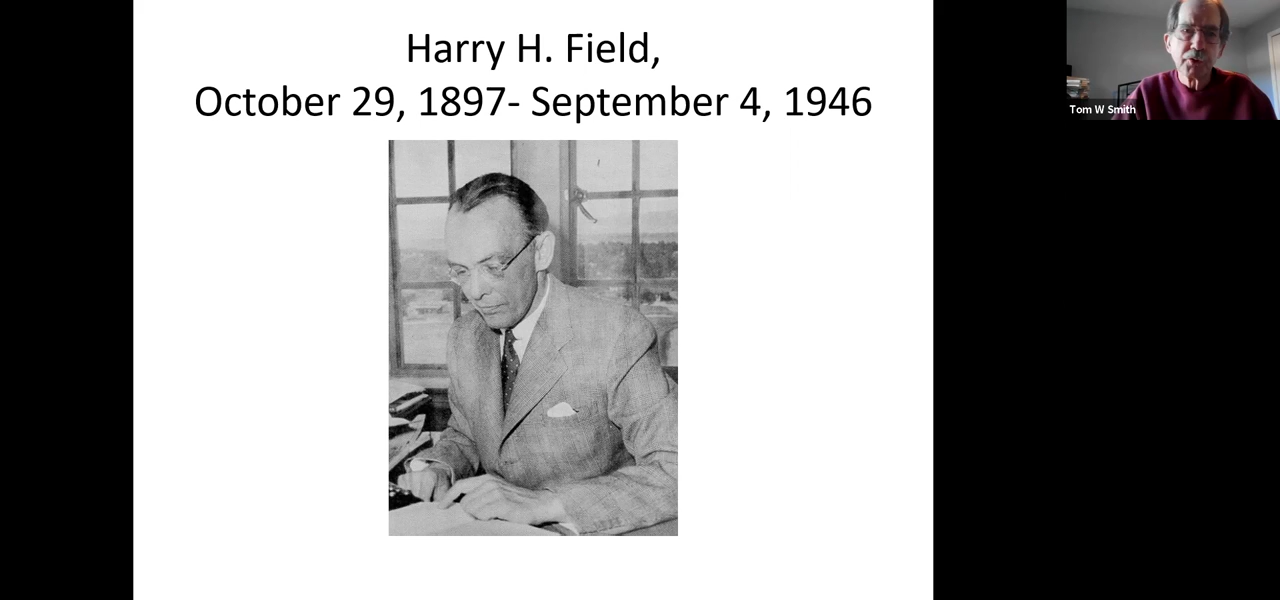 Harry H. Field,
October 29, 1897- September 4, 1946
Tom W Smith